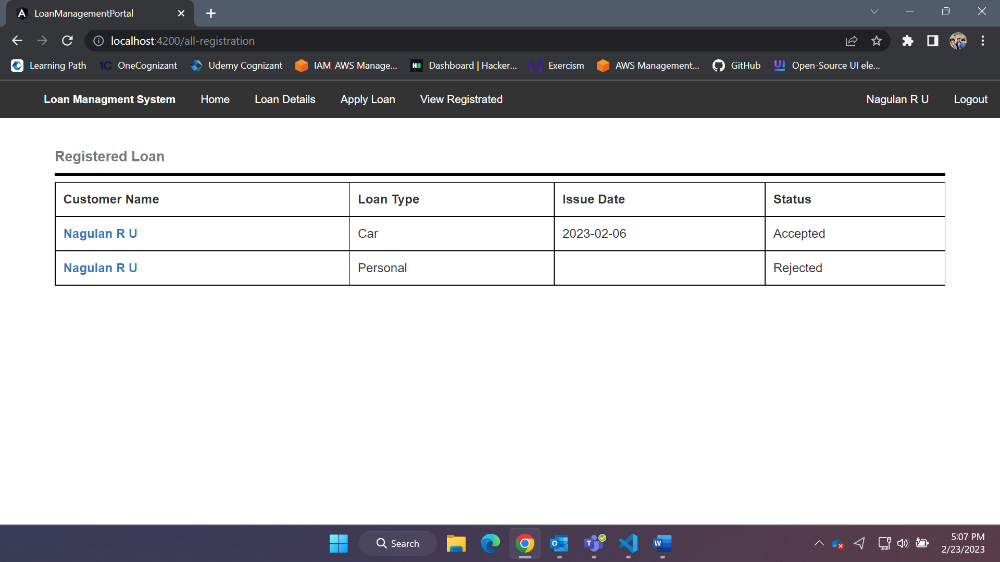 LoanManagementPortal
localhost:4200/all-registration
Learning Path 1C OneCognizant Udemy Cognizant IAM_AWS Manage... H Dashboard | Hacker... {··} Exercism AWS Management... GitHub UI Open-Source UI ele...
Loan Managment System Home Loan Details Apply Loan View Registrated Nagulan R U Logout
Registered Loan
Customer Name Loan Type Issue Date Status
Nagulan R U Car 2023-02-06 Accepted
Nagulan R U Personal Rejected
Search 5:07 PM
2/23/2023